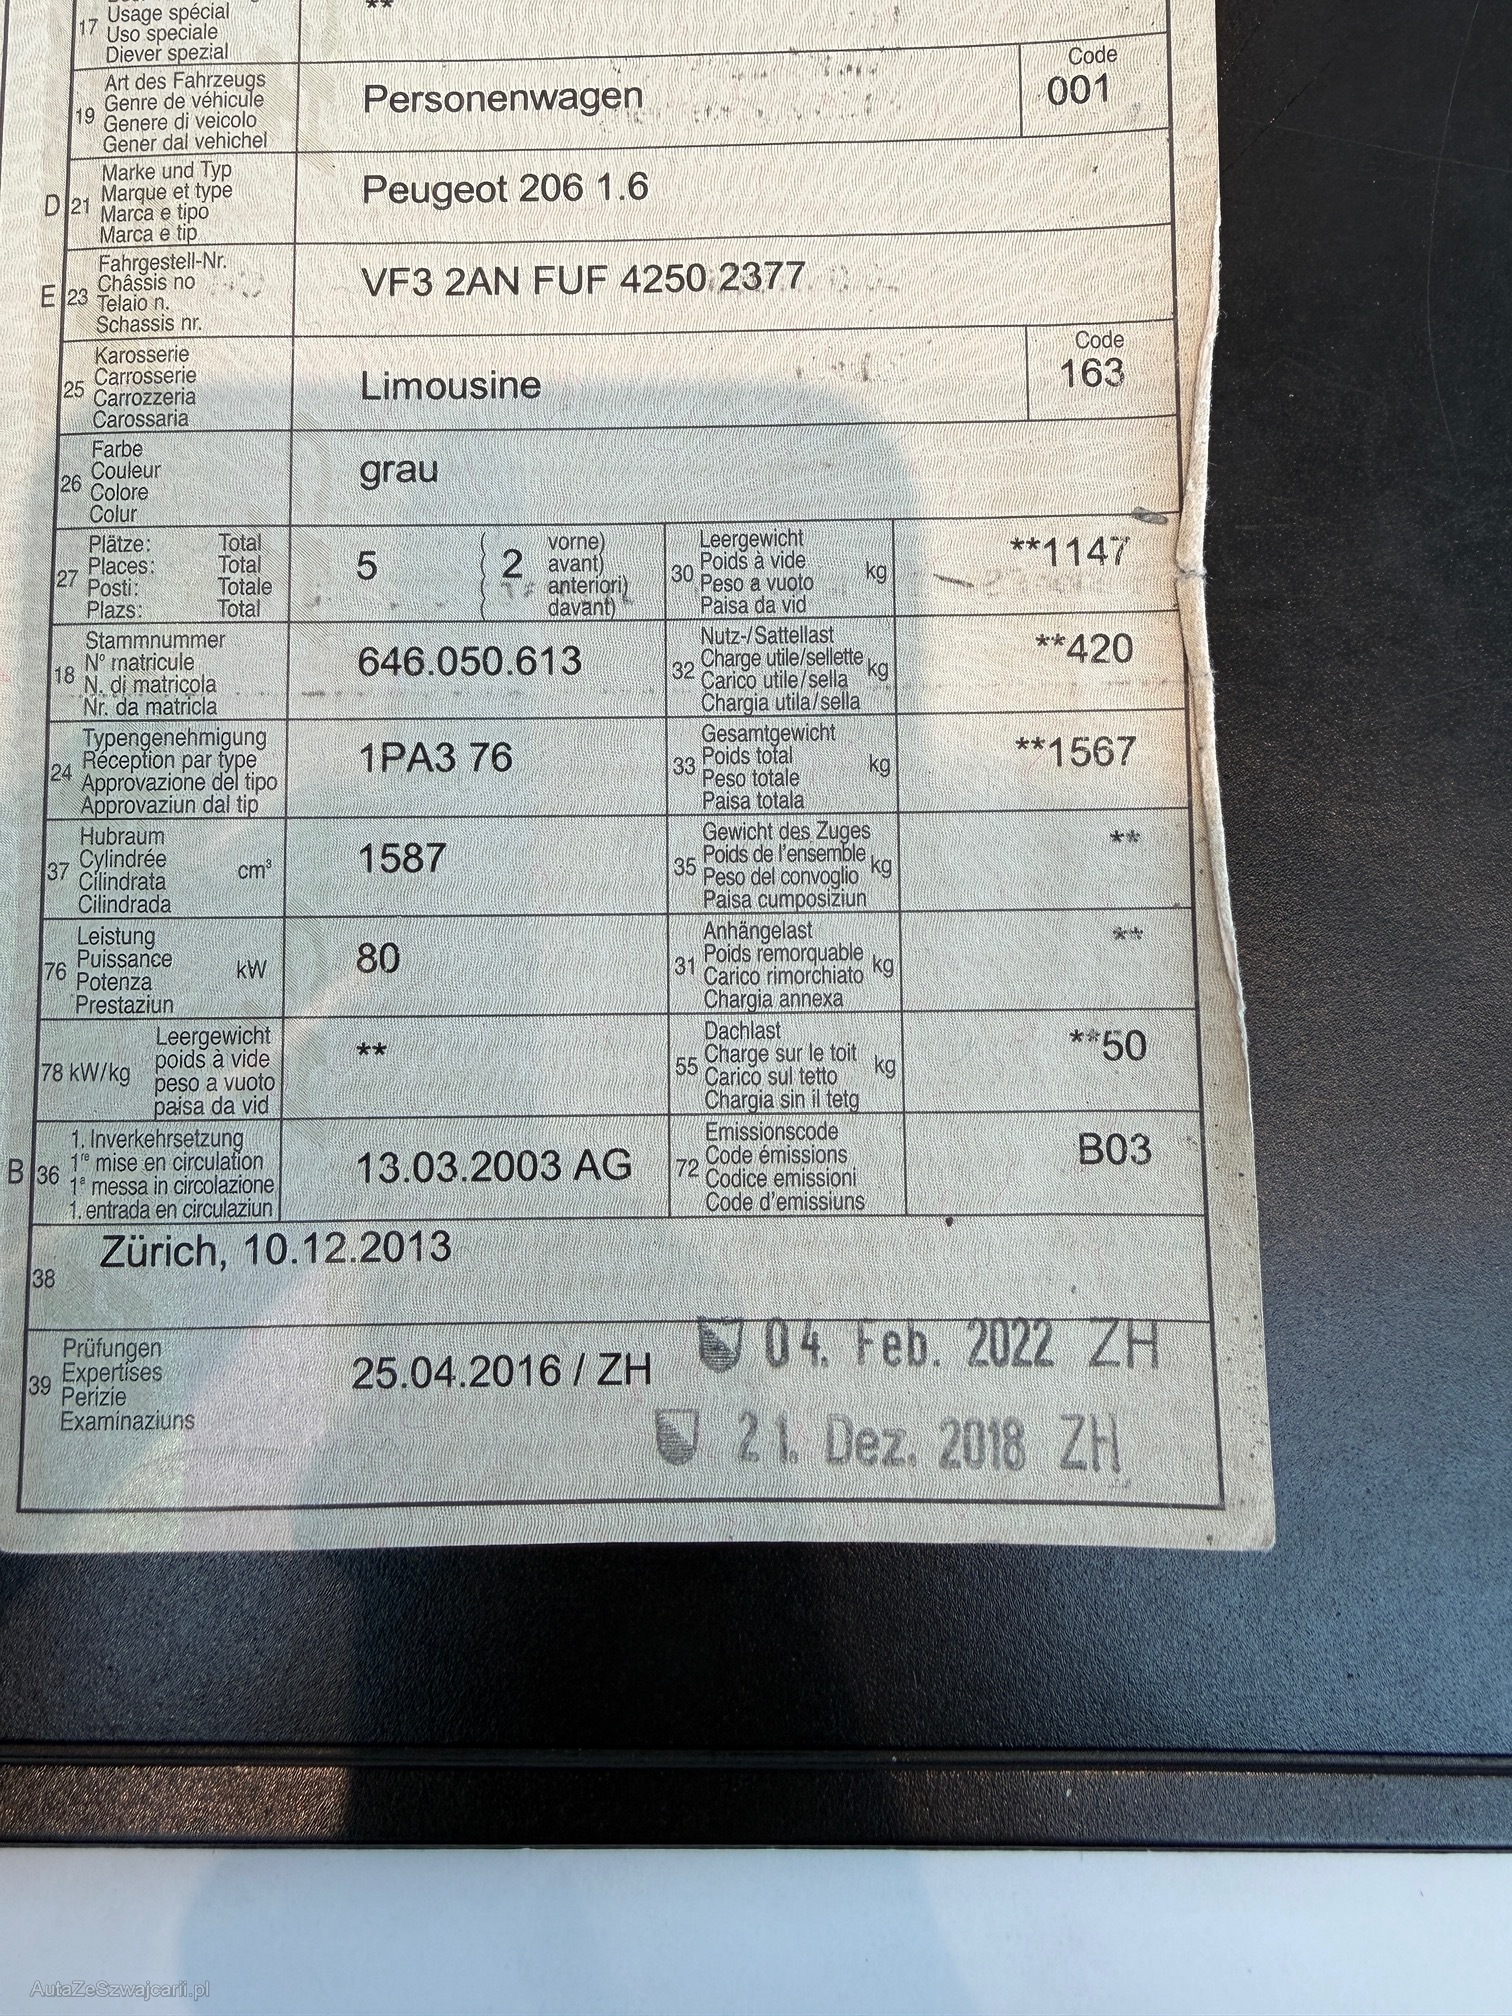 17 Usage spécial **
Uso speciale
Diever spezial
19 Art des Fahrzeugs Personenwagen Code 001
Genre de véhicule
Genere di veicolo
Gener dal vehichel
D 21 Marke und Typ Peugeot 206 1.6
Marque et type
Marca e tipo
Marca e tip
E 23 Fahrgestell-Nr. VF3 2AN FUF 4250 2377
Châssis no
Telaio n.
Schassis nr.
25 Karosserie Limousine Code 163
Carrosserie
Carrozzeria
Carossaria
26 Farbe grau
Couleur
Colore
Colur
27 Plätze: Total 5 ( 2 vorne)
Places: Total avant)
Posti: Totale anteriori)
Plazs: Total ( davant)
30 Leergewicht kg **1147
Poids à vide
Peso a vuoto
Paisa da vid
18 Stammnummer 646.050.613
N° matricule
N. di matricola
Nr. da matricla
32 Nutz-/Sattellast kg **420
Charge utile/sellette
Carico utile/sella
Chargia utila/sella
24 Typengenehmigung 1PA3 76
Réception par type
Approvazione del tipo
Approvaziun dal tip
33 Gesamtgewicht kg **1567
Poids total
Peso totale
Paisa totala
37 Hubraum cm³ 1587
Cylindrée
Cilindrata
Cilindrada
35 Gewicht des Zuges kg **
Poids de l'ensemble
Peso del convoglio
Paisa cumposiziun
76 Leistung kW 80
Puissance
Potenza
Prestaziun
31 Anhängelast kg **
Poids remorquable
Carico rimorchiato
Chargia annexa
78 kW/kg Leergewicht **
poids à vide
peso a vuoto
paisa da vid
55 Dachlast kg **50
Charge sur le toit
Carico sul tetto
Chargia sin il tetg
B 36 1. Inverkehrsetzung 13.03.2003 AG
1re mise en circulation
1a messa in circolazione
1. entrada en circulaziun
72 Emissionscode B03
Code émissions
Codice emissioni
Code d'emissiuns
38 Zürich, 10.12.2013
39 Prüfungen 25.04.2016 / ZH 04. Feb. 2022 ZH
Expertises
Perizie
Examinaziuns 21. Dez. 2018 ZH
AutaZeSzwajcarii.pl